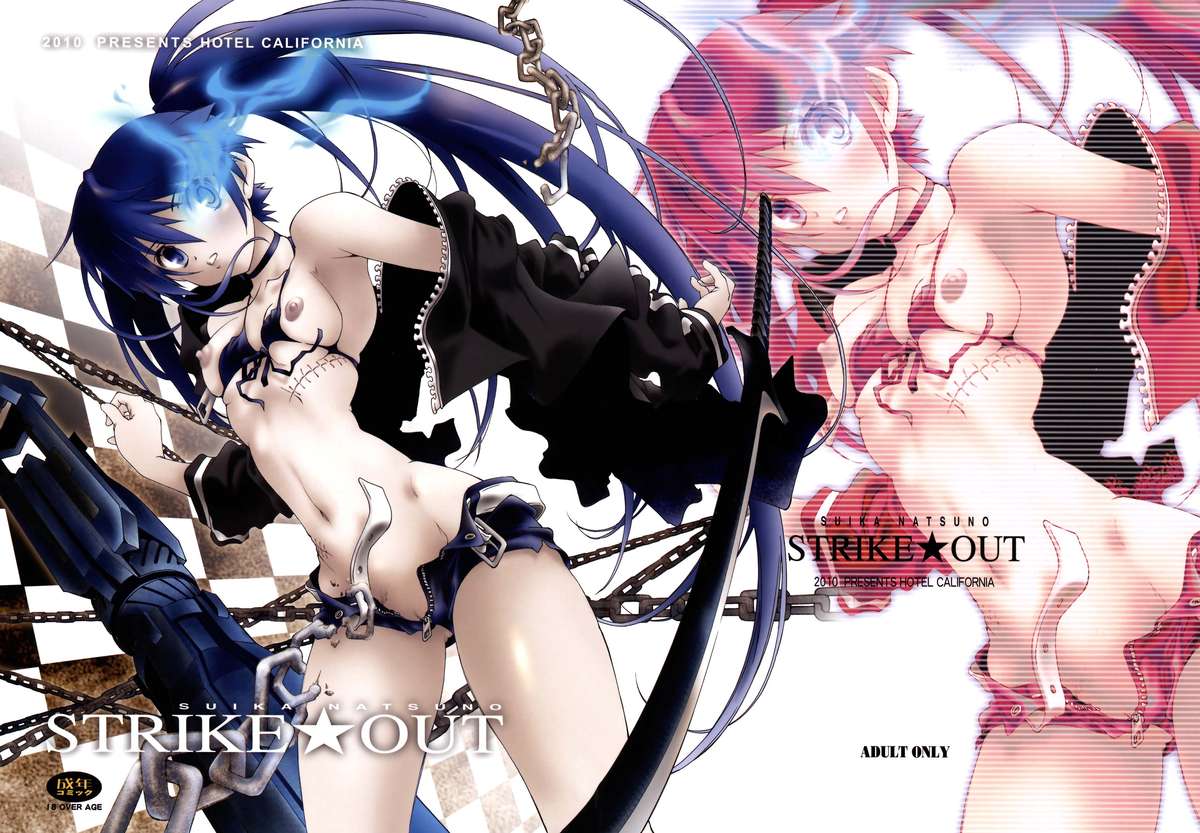 2010 PRESENTS HOTEL CALIFORNIA
SUIKA NATSUNO
STRIKE★OUT
成年
コミック
18 OVER AGE
SUIKA NATSUNO
STRIKE★OUT
2010 PRESENTS HOTEL CALIFORNIA
ADULT ONLY